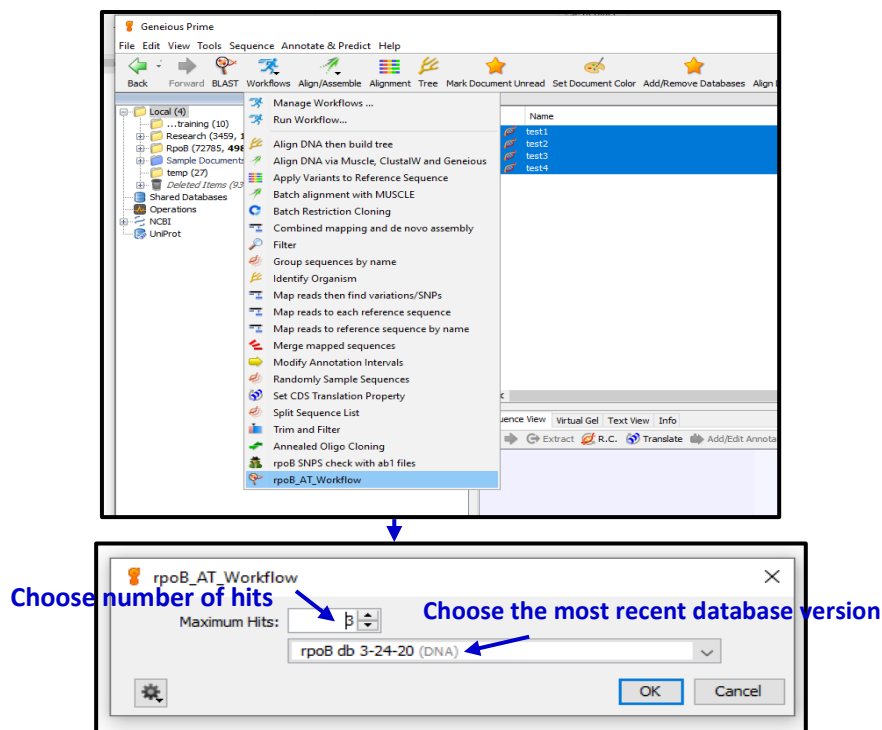 Geneious Prime
File Edit View Tools Sequence Annotate & Predict Help
Back Forward BLAST Workflows Align/Assemble Alignment Tree Mark Document Unread Set Document Color Add/Remove Databases Align
Local (4)
...training (10)
Research (3459,
RpoB (72785, 498
Sample Documents
temp (27)
Deleted Items (93
Shared Databases
Operations
NCBI
UniProt
Manage Workflows ...
Run Workflow...
Align DNA then build tree
Align DNA via Muscle, ClustalW and Geneious
Apply Variants to Reference Sequence
Batch alignment with MUSCLE
Batch Restriction Cloning
Combined mapping and de novo assembly
Filter
Group sequences by name
Identify Organism
Map reads then find variations/SNPs
Map reads to each reference sequence
Map reads to reference sequence by name
Merge mapped sequences
Modify Annotation Intervals
Randomly Sample Sequences
Set CDS Translation Property
Split Sequence List
Trim and Filter
Annealed Oligo Cloning
rpoB SNPS check with ab1 files
rpoB_AT_Workflow
Name
test1
test2
test3
test4
uence View Virtual Gel Text View Info
Extract R.C. Translate Add/Edit Annota
rpoB_AT_Workflow
Choose number of hits
Choose the most recent database version
Maximum Hits: 3
rpoB db 3-24-20 (DNA)
OK Cancel